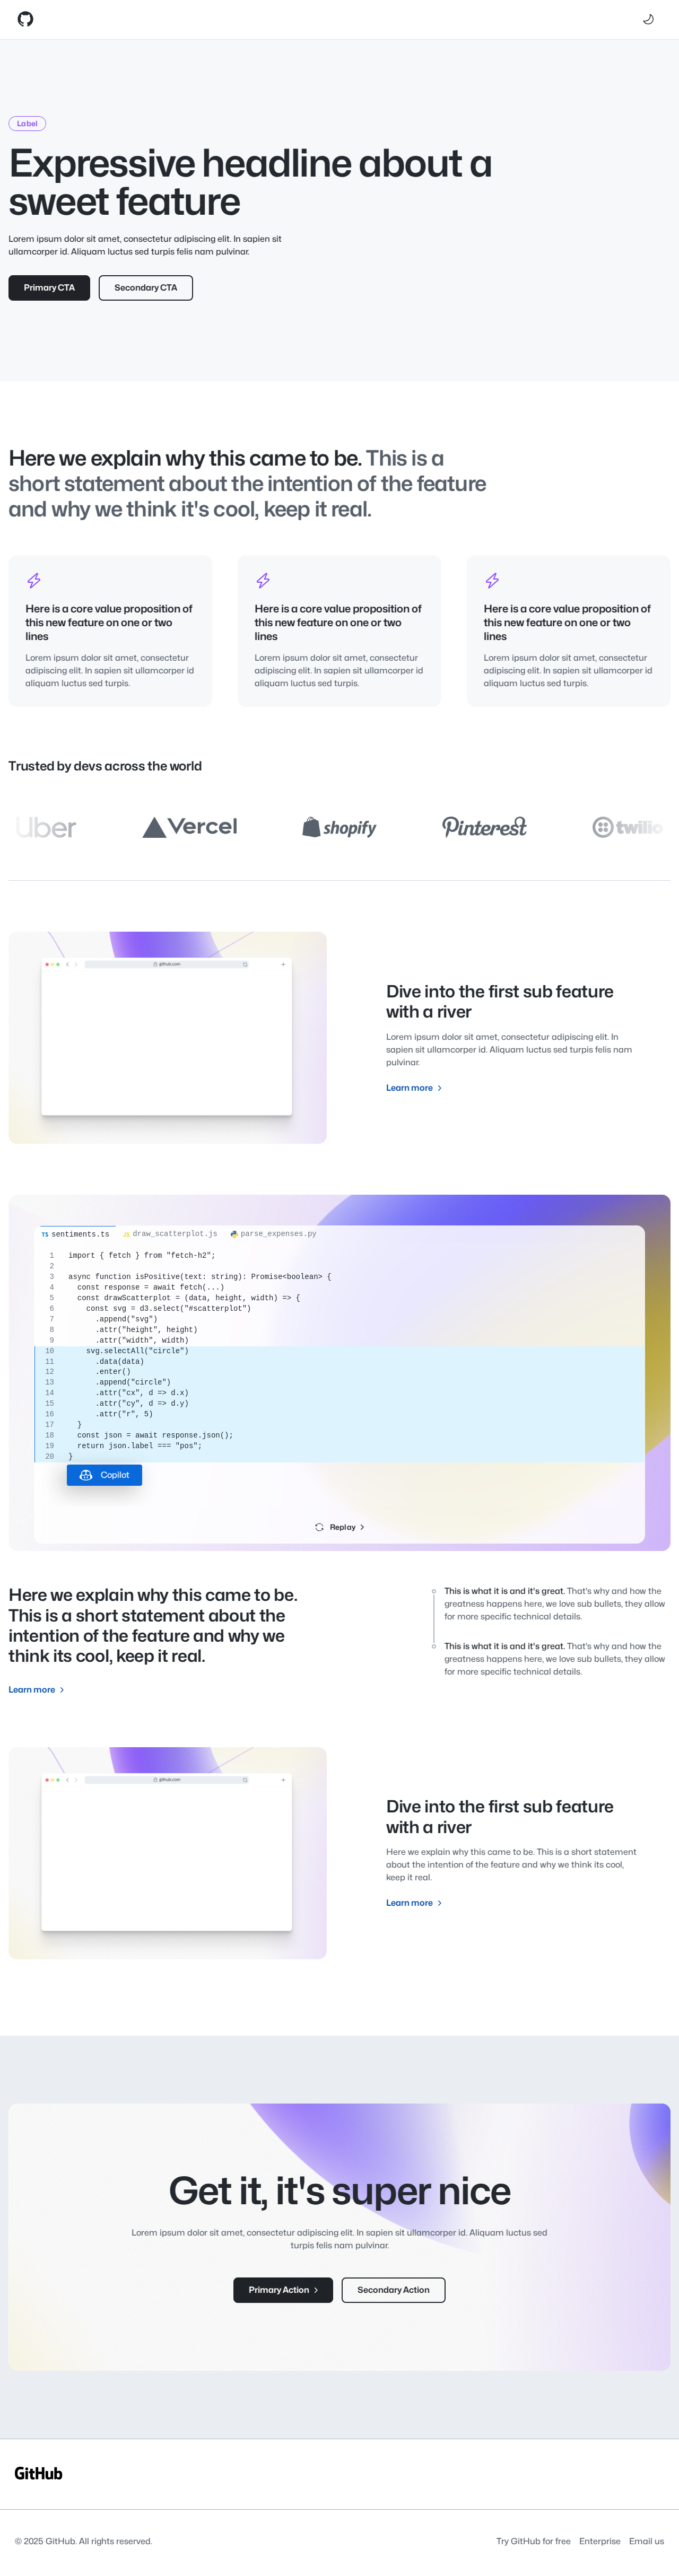 Label
Expressive headline about a
sweet feature
Lorem ipsum dolor sit amet, consectetur adipiscing elit. In sapien sit
ullamcorper id. Aliquam luctus sed turpis felis nam pulvinar.
Primary CTA
Secondary CTA
Here we explain why this came to be. This is a
short statement about the intention of the feature
and why we think it's cool, keep it real.
Here is a core value proposition of
this new feature on one or two
lines
Lorem ipsum dolor sit amet, consectetur
adipiscing elit. In sapien sit ullamcorper id
aliquam luctus sed turpis.
Here is a core value proposition of
this new feature on one or two
lines
Lorem ipsum dolor sit amet, consectetur
adipiscing elit. In sapien sit ullamcorper id
aliquam luctus sed turpis.
Here is a core value proposition of
this new feature on one or two
lines
Lorem ipsum dolor sit amet, consectetur
adipiscing elit. In sapien sit ullamcorper id
aliquam luctus sed turpis.
Trusted by devs across the world
Uber
Vercel
shopify
Pinterest
twilio
github.com
Dive into the first sub feature
with a river
Lorem ipsum dolor sit amet, consectetur adipiscing elit. In
sapien sit ullamcorper id. Aliquam luctus sed turpis felis nam
pulvinar.
Learn more
TS sentiments.ts
JS draw_scatterplot.js
parse_expenses.py
1 import { fetch } from "fetch-h2";
2
3 async function isPositive(text: string): Promise<boolean> {
4 const response = await fetch(...)
5 const drawScatterplot = (data, height, width) => {
6 const svg = d3.select("#scatterplot")
7 .append("svg")
8 .attr("height", height)
9 .attr("width", width)
10 svg.selectAll("circle")
11 .data(data)
12 .enter()
13 .append("circle")
14 .attr("cx", d => d.x)
15 .attr("cy", d => d.y)
16 .attr("r", 5)
17 }
18 const json = await response.json();
19 return json.label === "pos";
20 }
Copilot
Replay
Here we explain why this came to be.
This is a short statement about the
intention of the feature and why we
think its cool, keep it real.
Learn more
This is what it is and it's great. That's why and how the
greatness happens here, we love sub bullets, they allow
for more specific technical details.
This is what it is and it's great. That's why and how the
greatness happens here, we love sub bullets, they allow
for more specific technical details.
github.com
Dive into the first sub feature
with a river
Here we explain why this came to be. This is a short statement
about the intention of the feature and why we think its cool,
keep it real.
Learn more
Get it, it's super nice
Lorem ipsum dolor sit amet, consectetur adipiscing elit. In sapien sit ullamcorper id. Aliquam luctus sed
turpis felis nam pulvinar.
Primary Action
Secondary Action
GitHub
© 2025 GitHub. All rights reserved.
Try GitHub for free
Enterprise
Email us